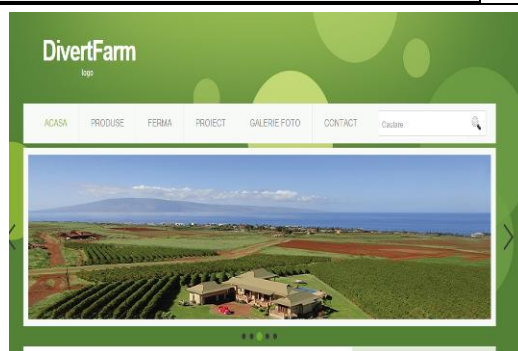 DivertFarm
logo
ACASA PRODUSE FERMA PROIECT GALERIE FOTO CONTACT Cautare